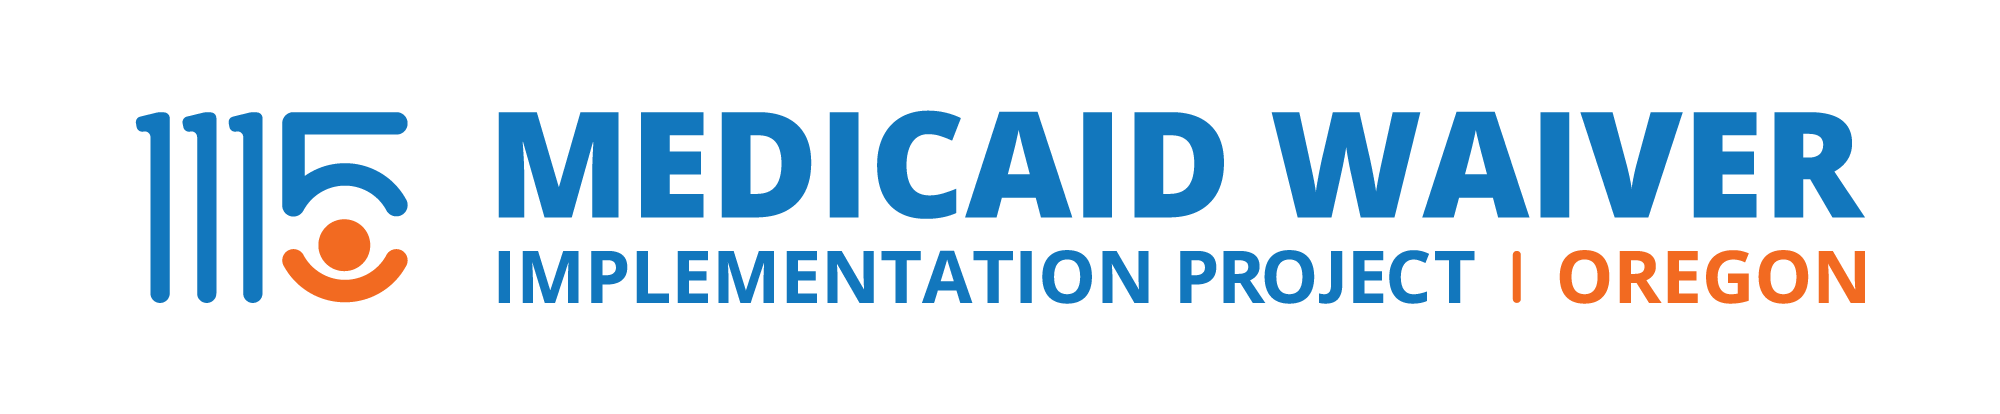 1115
MEDICAID WAIVER
IMPLEMENTATION PROJECT | OREGON